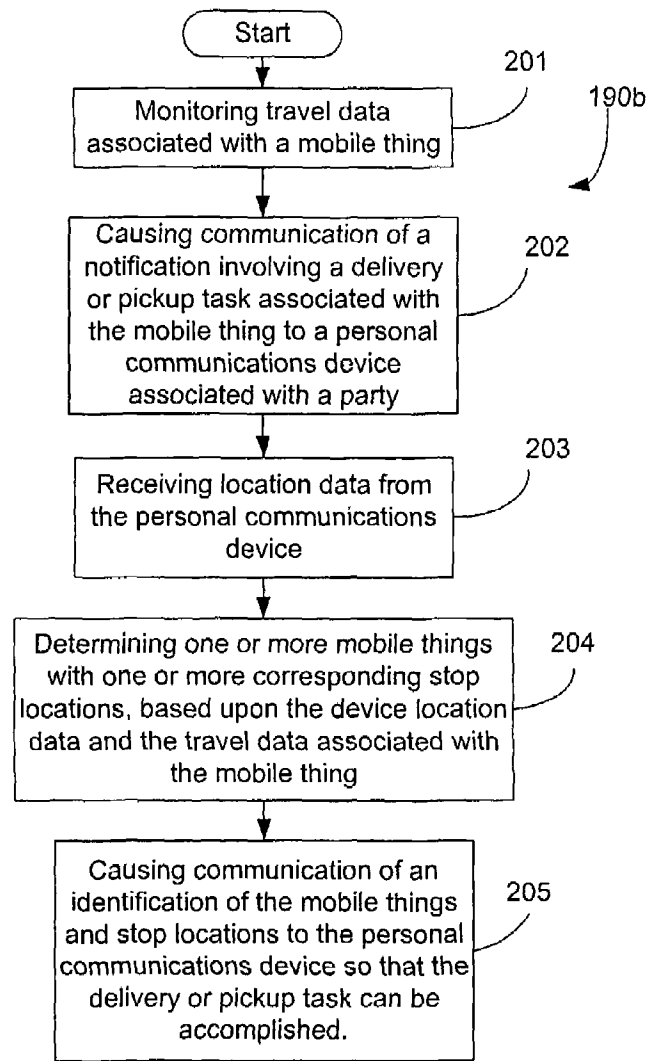 Start
201
190b
Monitoring travel data
associated with a mobile thing
202
Causing communication of a
notification involving a delivery
or pickup task associated with
the mobile thing to a personal
communications device
associated with a party
203
Receiving location data from
the personal communications
device
204
Determining one or more mobile things
with one or more corresponding stop
locations, based upon the device location
data and the travel data associated with
the mobile thing
205
Causing communication of an
identification of the mobile things
and stop locations to the personal
communications device so that the
delivery or pickup task can be
accomplished.